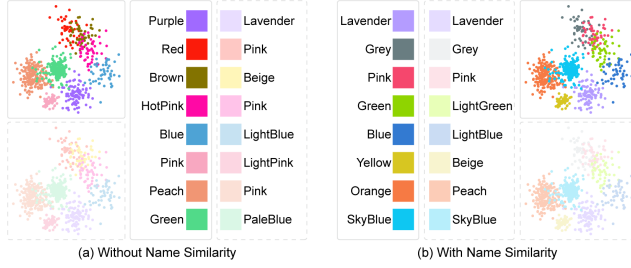 Purple Lavender Lavender Lavender
Red Pink Grey Grey
Brown Beige Pink Pink
HotPink Pink Green LightGreen
Blue LightBlue Blue LightBlue
Pink LightPink Yellow Beige
Peach Pink Orange Peach
Green PaleBlue SkyBlue SkyBlue
(a) Without Name Similarity (b) With Name Similarity